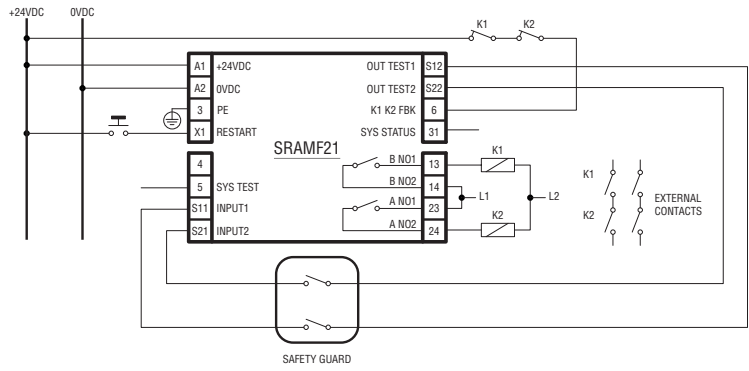 +24VDC 0VDC
K1 K2
A1 +24VDC OUT TEST1 S12
A2 0VDC OUT TEST2 S22
3 PE K1 K2 FBK 6
X1 RESTART SYS STATUS 31
SRAMF21
4 B NO1 13 K1
5 SYS TEST B NO2 14 L1 L2
S11 INPUT1 A NO1 23
S21 INPUT2 A NO2 24 K2
K1
K2
EXTERNAL
CONTACTS
SAFETY GUARD